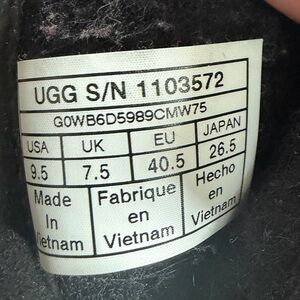 UGG S/N 1103572
G0WB6D5989CMW75
USA UK EU JAPAN
9.5 7.5 40.5 26.5
Made Fabrique Hecho
In en en
Vietnam Vietnam Vietnam